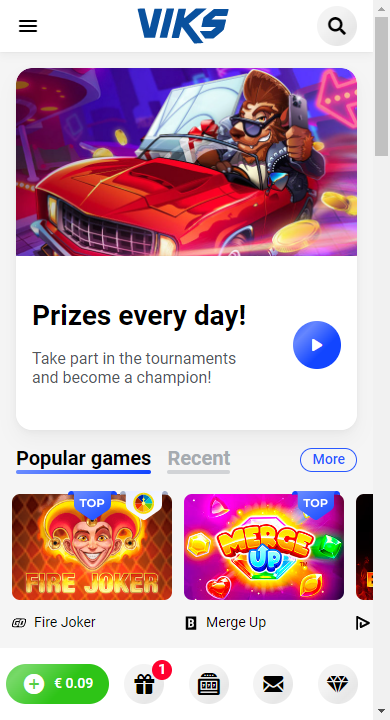 VIKS
Prizes every day!
Take part in the tournaments
and become a champion!
Popular games
Recent
More
TOP
TOP
FIRE JOKER
MERGE
UP
™
Fire Joker
Merge Up
€ 0.09
1